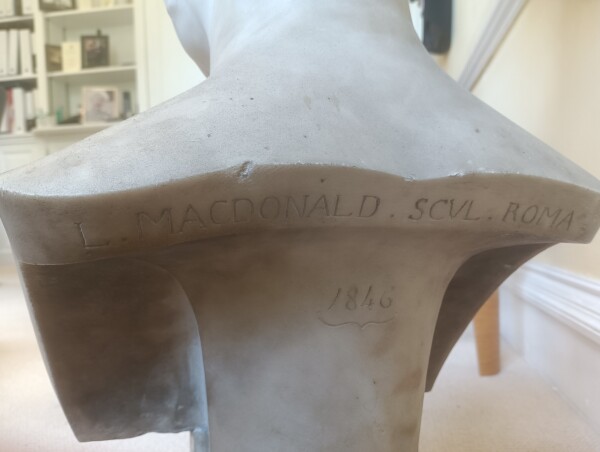 L. MACDONALD. SCVL. ROMA
1846